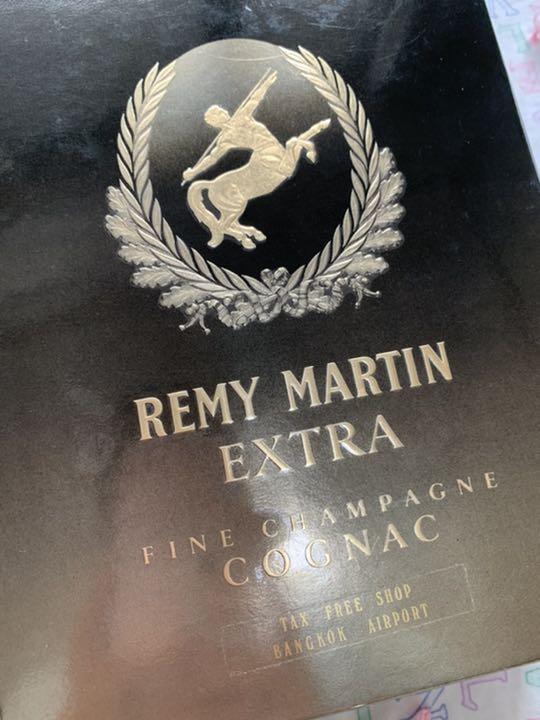 REMY MARTIN
EXTRA
FINE CHAMPAGNE
COGNAC
TAX FREE SHOP
BANGKOK AIRPORT